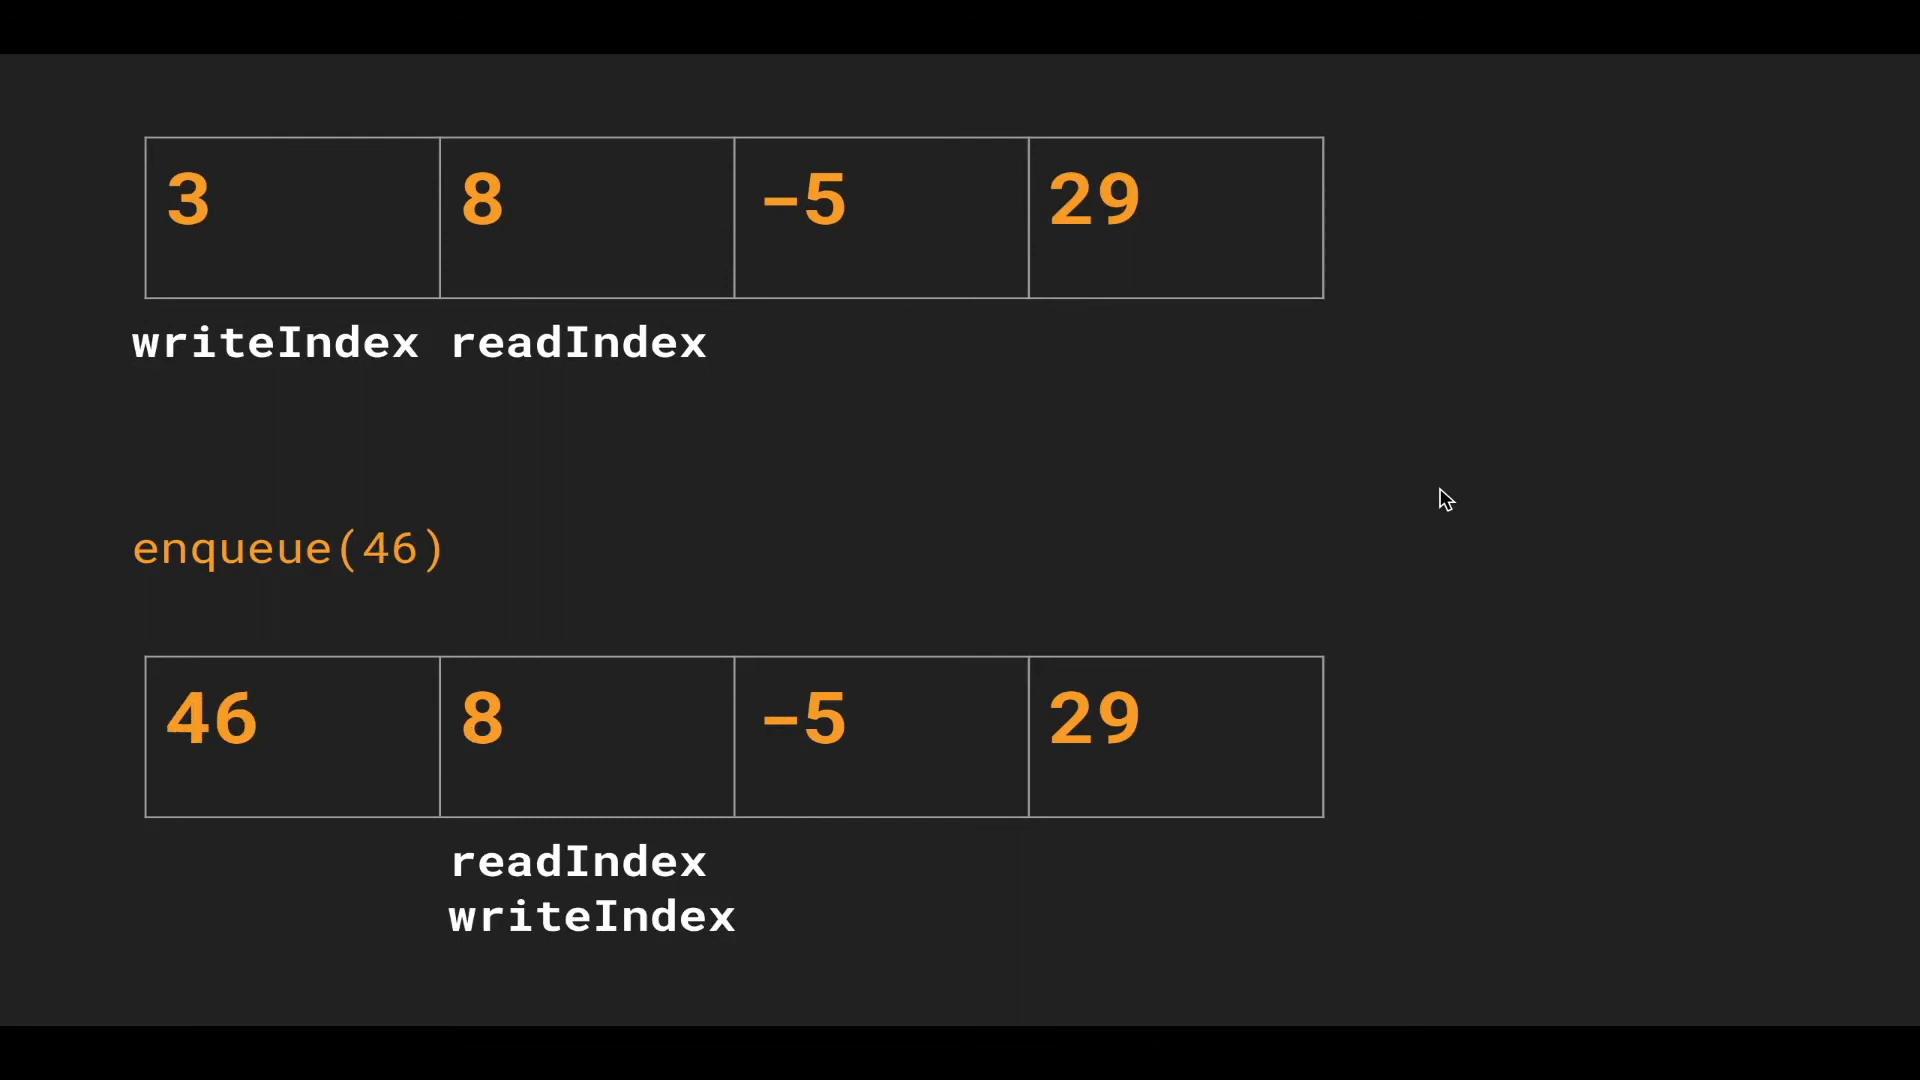 3 8 -5 29
writeIndex readIndex
enqueue(46)
46 8 -5 29
readIndex
writeIndex